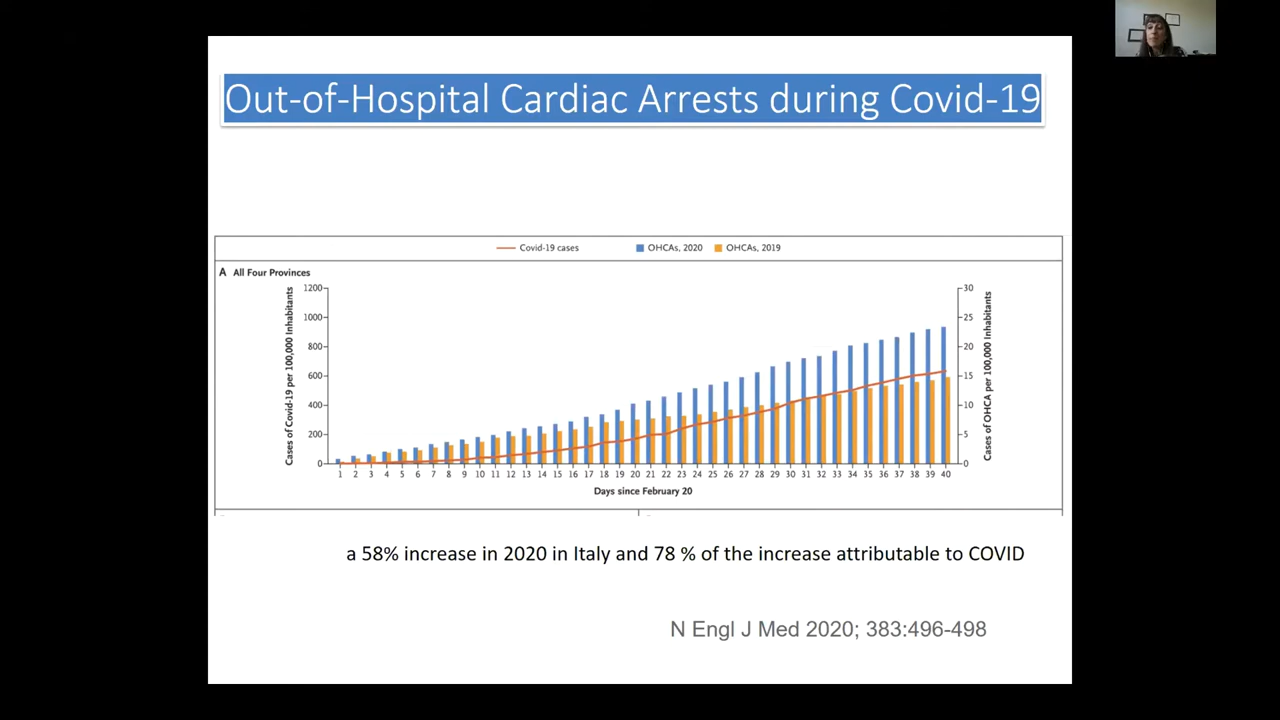 Out-of-Hospital Cardiac Arrests during Covid-19
Covid-19 cases OHCAs, 2020 OHCAs, 2019
A All Four Provinces
Cases of Covid-19 per 100,000 Inhabitants
1200
1000
800
600
400
200
0
30
25
20
15
10
5
0
Cases of OHCA per 100,000 Inhabitants
1 2 3 4 5 6 7 8 9 10 11 12 13 14 15 16 17 18 19 20 21 22 23 24 25 26 27 28 29 30 31 32 33 34 35 36 37 38 39 40
Days since February 20
a 58% increase in 2020 in Italy and 78 % of the increase attributable to COVID
N Engl J Med 2020; 383:496-498